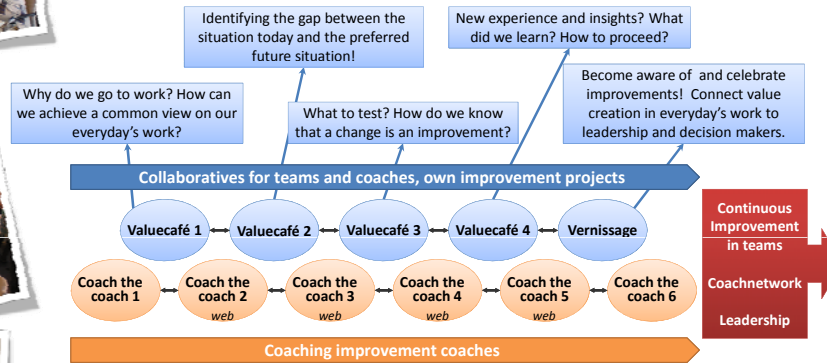 Identifying the gap between the
situation today and the preferred
future situation!
New experience and insights? What
did we learn? How to proceed?
Why do we go to work? How can
we achieve a common view on our
everyday's work?
What to test? How do we know
that a change is an improvement?
Become aware of and celebrate
improvements! Connect value
creation in everyday's work to
leadership and decision makers.
Collaboratives for teams and coaches, own improvement projects
Valuecafé 1
Valuecafé 2
Valuecafé 3
Valuecafé 4
Vernissage
Coach the
coach 1
Coach the
coach 2
web
Coach the
coach 3
web
Coach the
coach 4
web
Coach the
coach 5
web
Coach the
coach 6
Continuous
Improvement
in teams
Coachnetwork
Leadership
Coaching improvement coaches